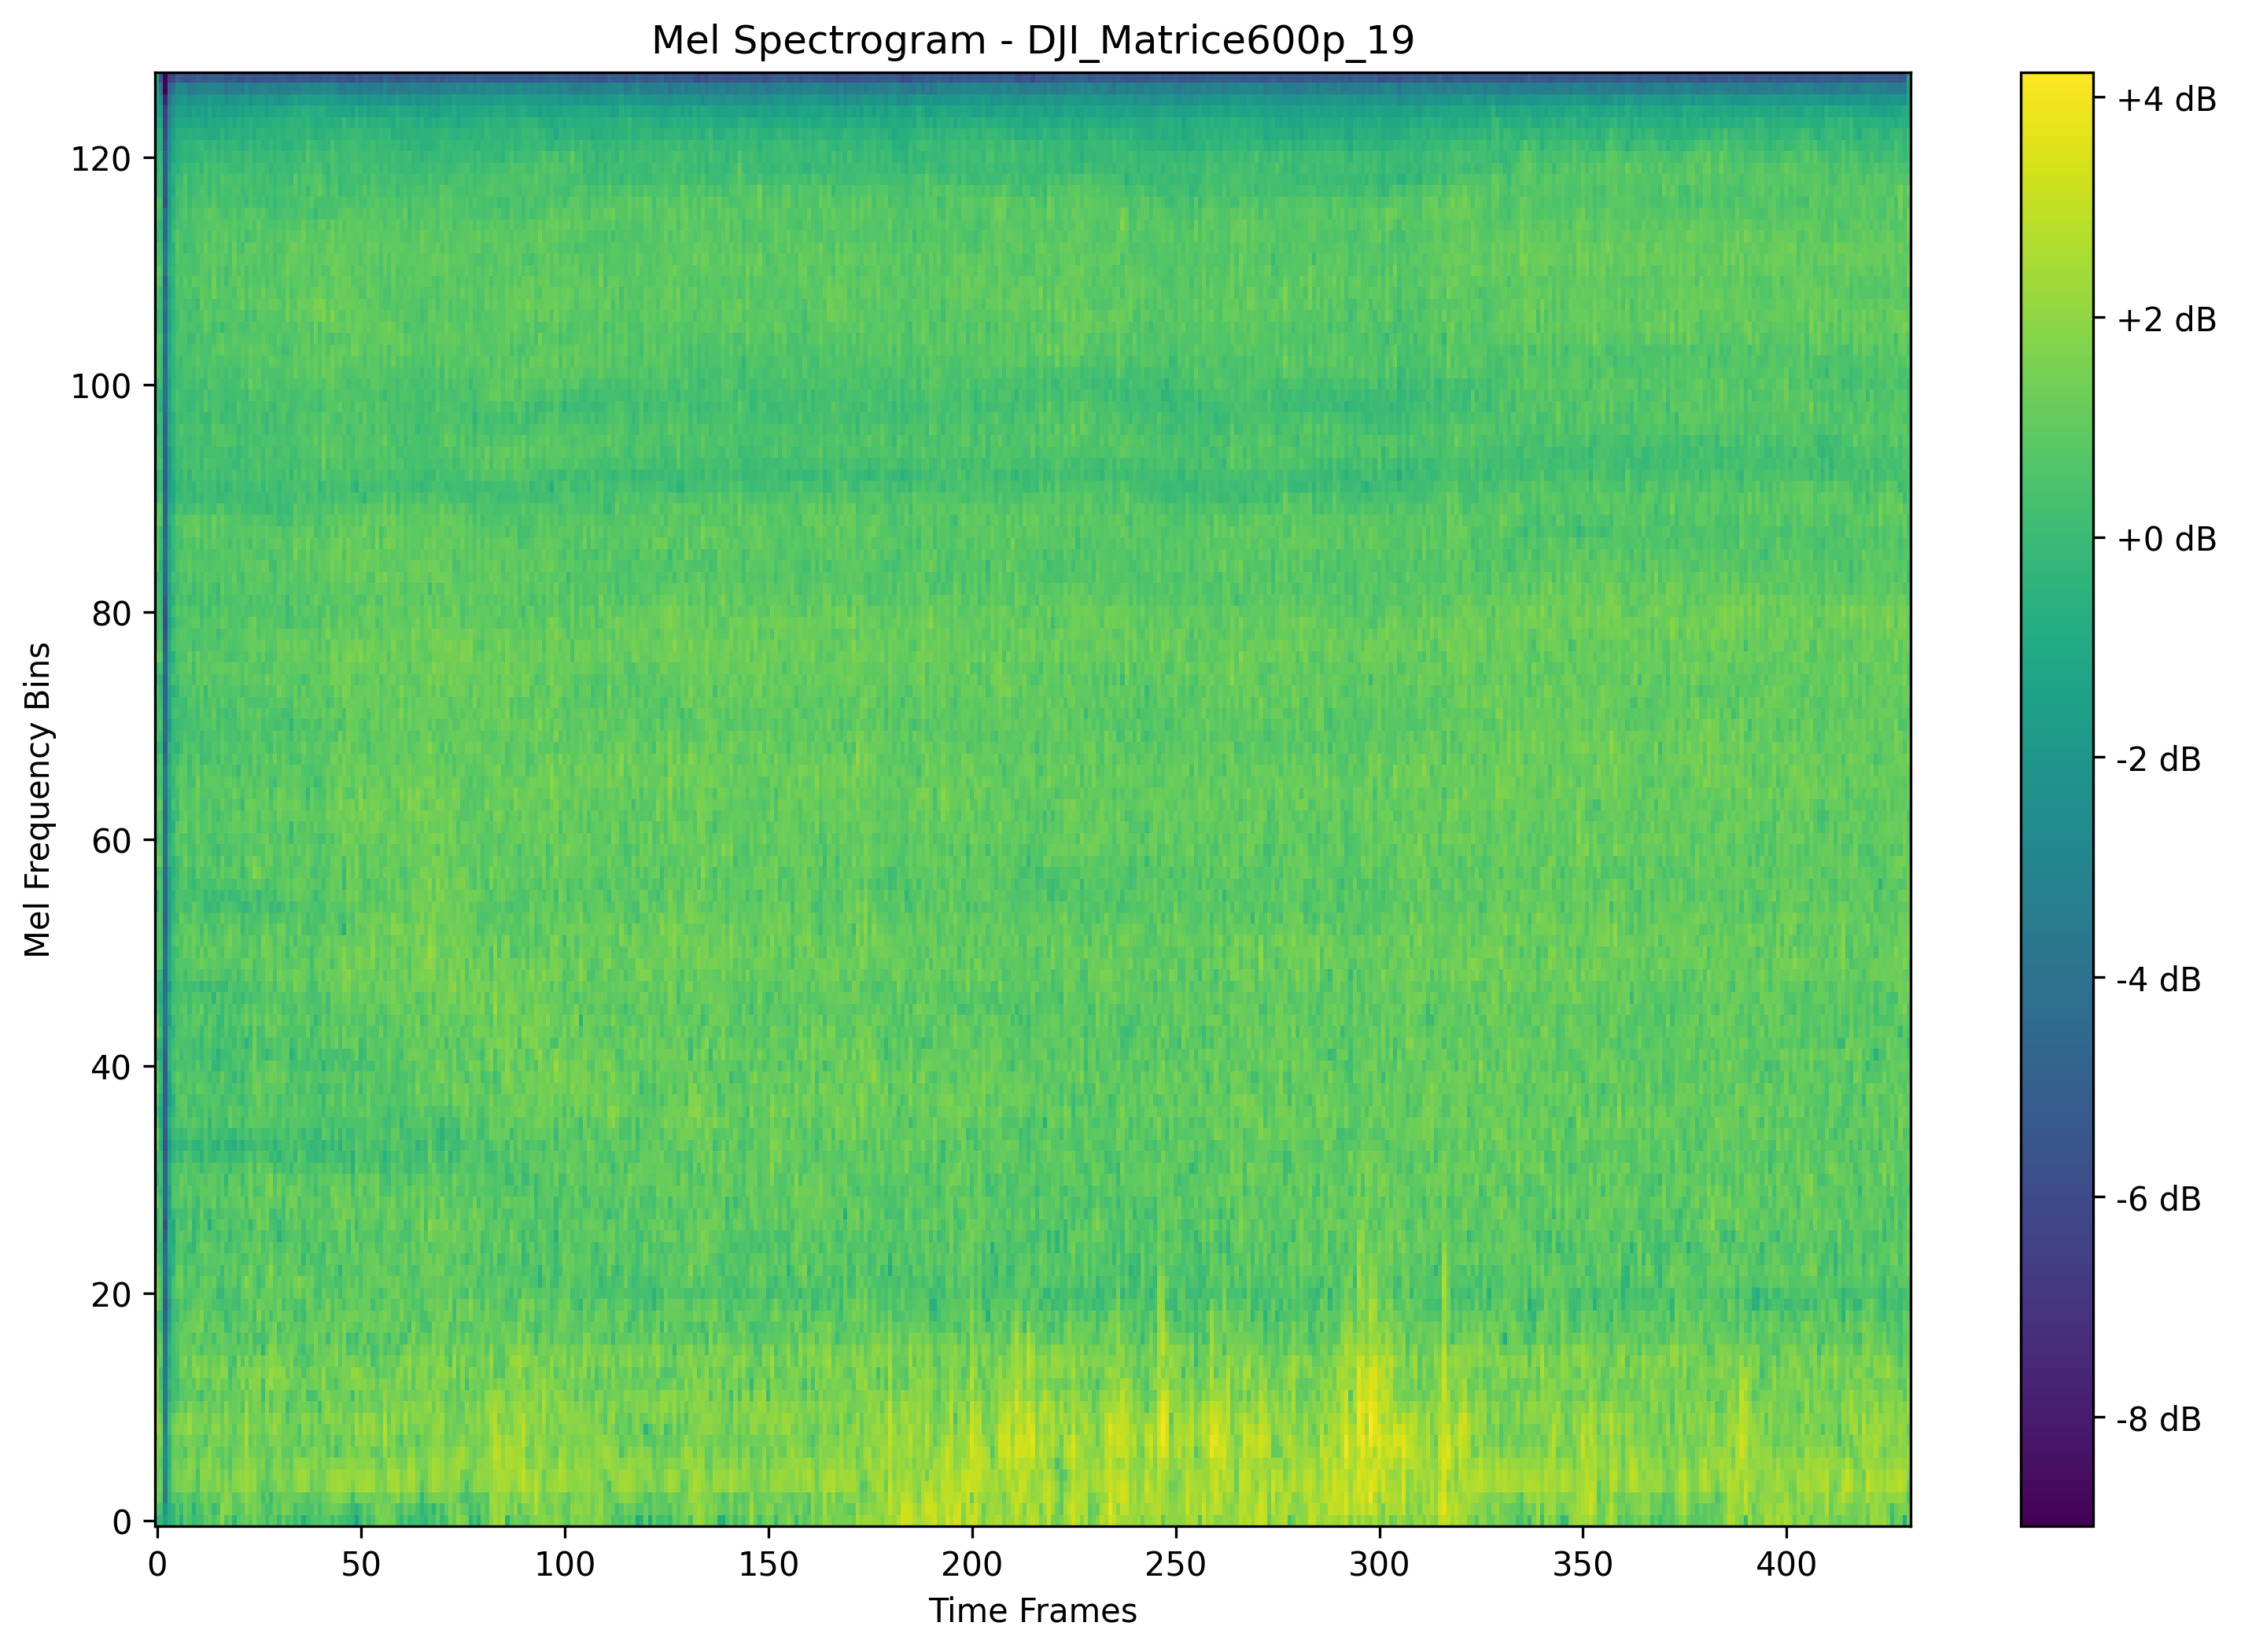 Mel Spectrogram - DJI_Matrice600p_19
+4 dB
+2 dB
+0 dB
-2 dB
-4 dB
-6 dB
-8 dB
120
100
80
60
40
20
0
Mel Frequency Bins
0 50 100 150 200 250 300 350 400
Time Frames